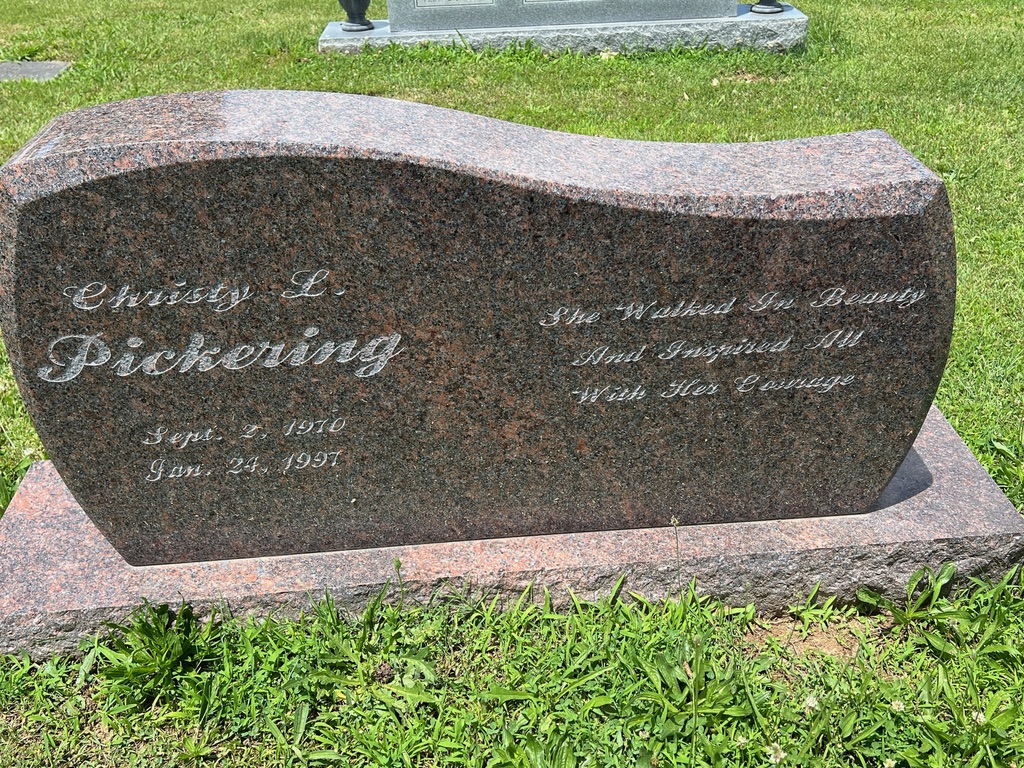 Christy L.
Pickering
Sept. 2, 1970
Jan. 24, 1997
She Walked In Beauty
And Inspired All
With Her Courage